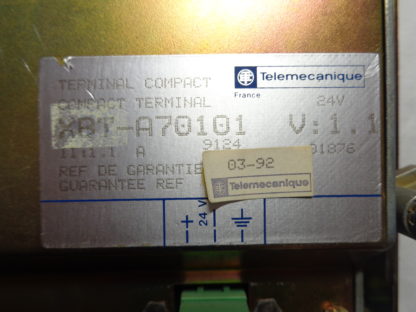 TERMINAL COMPACT
Telemecanique
France
COMPACT TERMINAL
24V
XBT-A70101 V:1.1
9124
REF DE GARANTIE
GUARANTEE REF
03-92
Telemecanique
+ 24 V -